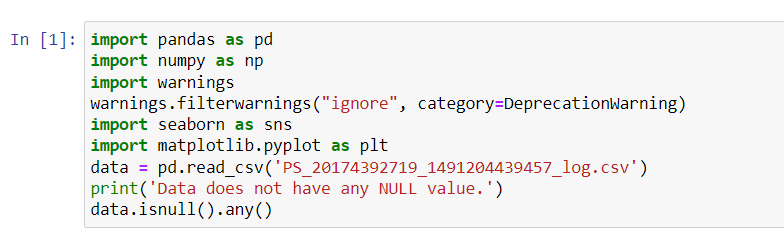 In [1]: import pandas as pd
import numpy as np
import warnings
warnings.filterwarnings("ignore", category=DeprecationWarning)
import seaborn as sns
import matplotlib.pyplot as plt
data = pd.read_csv('PS_20174392719_1491204439457_log.csv')
print('Data does not have any NULL value.')
data.isnull().any()